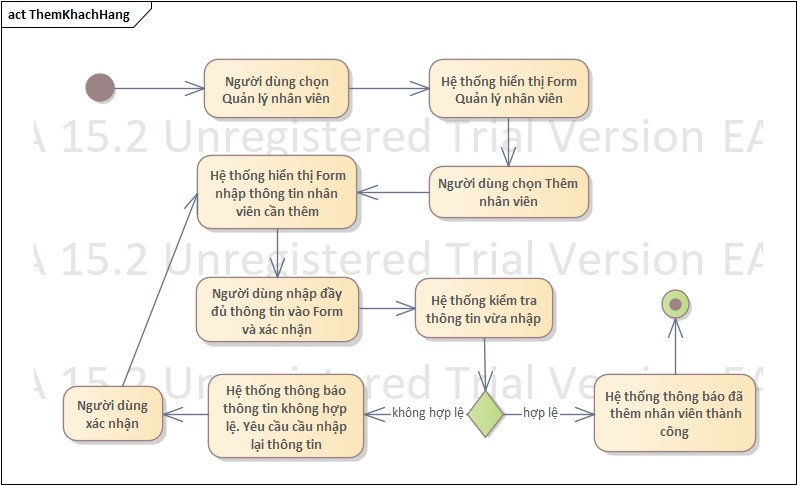 act ThemKhachHang
Người dùng chọn
Quản lý nhân viên
Hệ thống hiển thị Form
Quản lý nhân viên
EA 15.2 Unregistered Trial Version EA
Hệ thống hiển thị Form
nhập thông tin nhân
viên cần thêm
Người dùng chọn Thêm
nhân viên
EA 15.2 Unregistered Trial Version EA
Người dùng nhập đầy
đủ thông tin vào Form
và xác nhận
Hệ thống kiểm tra
thông tin vừa nhập
EA 15.2 Unregistered Trial Version EA
Người dùng
xác nhận
Hệ thống thông báo
thông tin không hợp
lệ. Yêu cầu cầu nhập
lại thông tin
không hợp lệ
hợp lệ
Hệ thống thông báo đã
thêm nhân viên thành
công